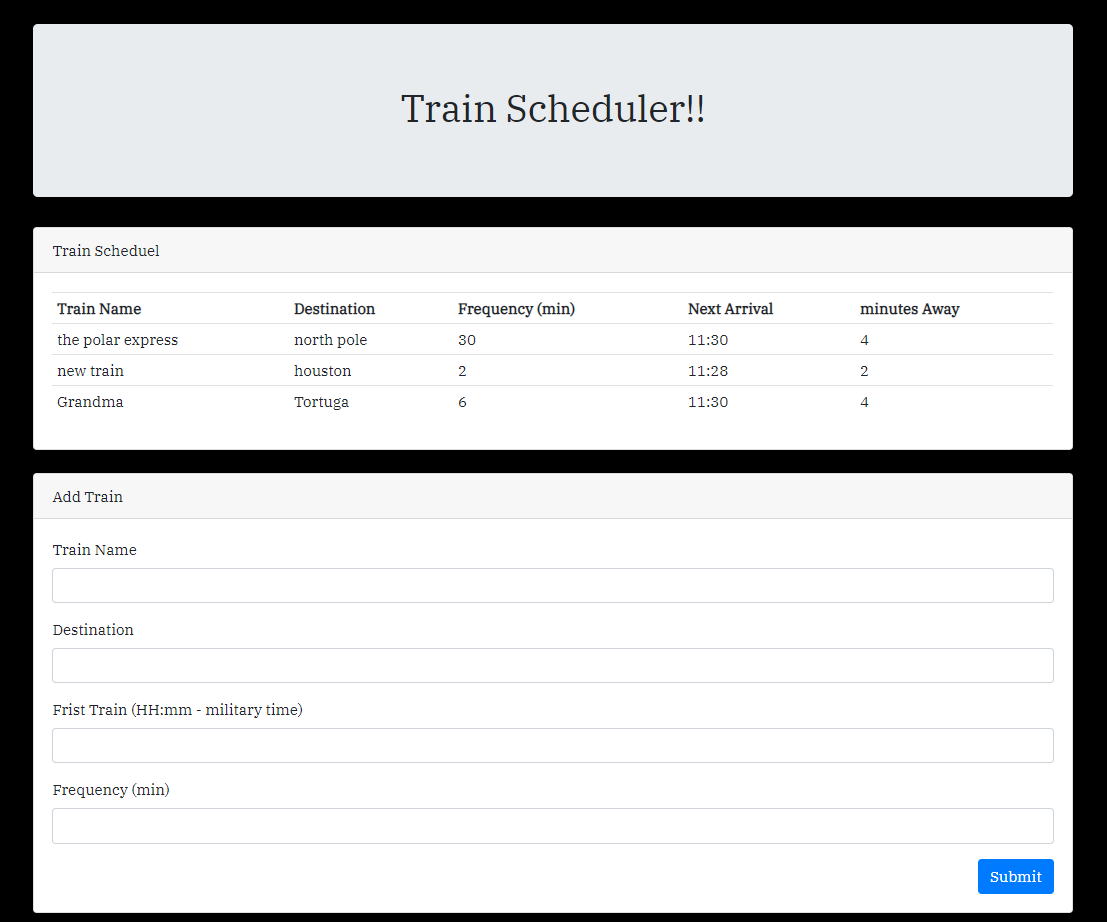 Train Scheduler!!
Train Scheduel
Train Name Destination Frequency (min) Next Arrival minutes Away
the polar express north pole 30 11:30 4
new train houston 2 11:28 2
Grandma Tortuga 6 11:30 4
Add Train
Train Name
Destination
Frist Train (HH:mm - military time)
Frequency (min)
Submit